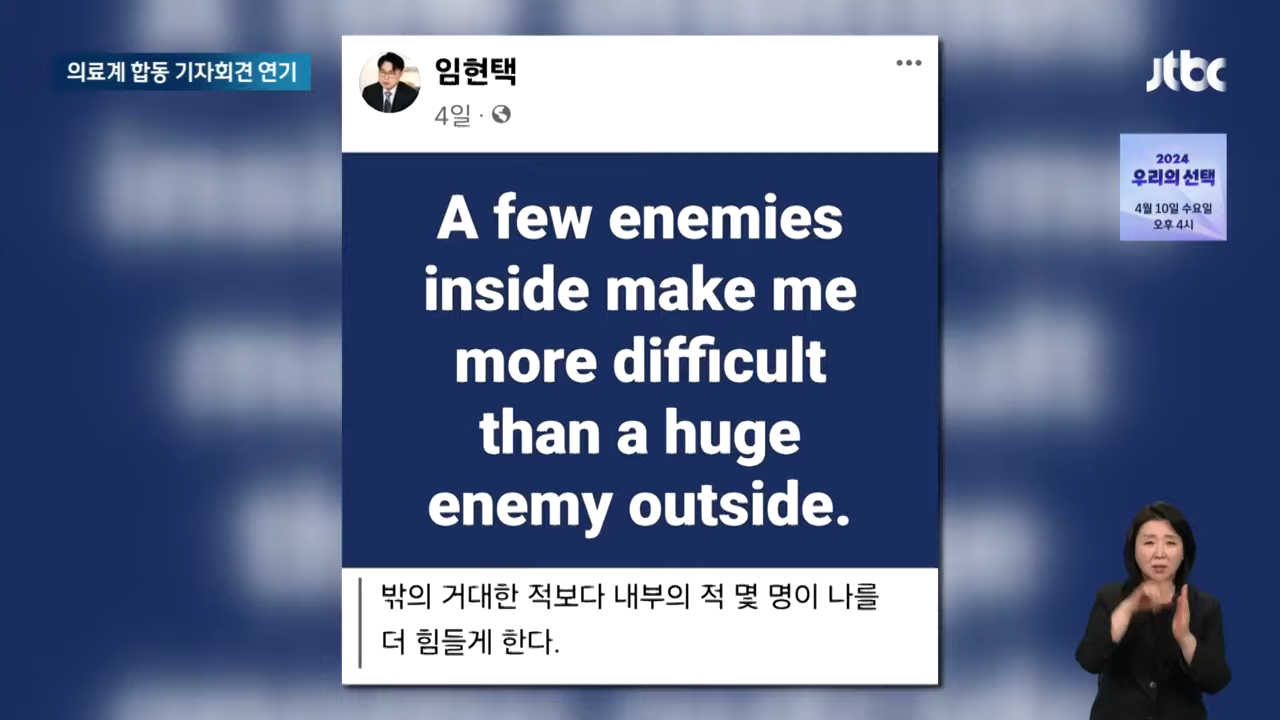 의료계 합동 기자회견 연기
임현택
4일 ·
jtbc
2024
우리의 선택
4월 10일 수요일
오후 4시
A few enemies
inside make me
more difficult
than a huge
enemy outside.
밖의 거대한 적보다 내부의 적 몇 명이 나를
더 힘들게 한다.